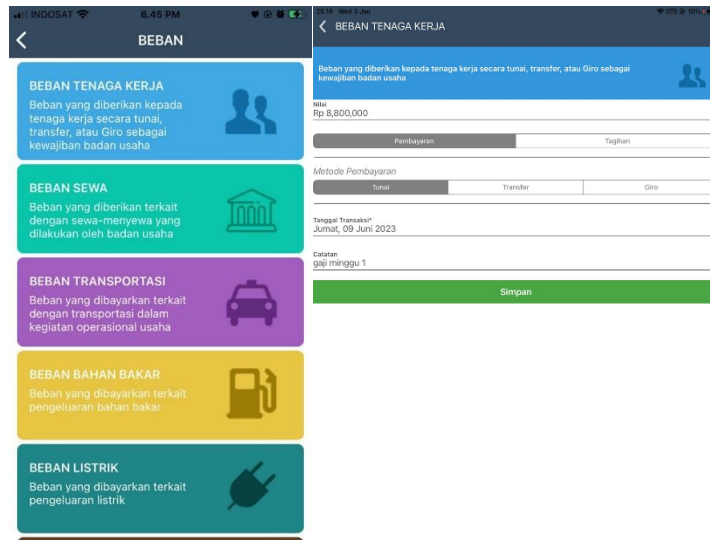 INDOSAT
6.45 PM
BEBAN
BEBAN TENAGA KERJA
Beban yang diberikan kepada
tenaga kerja secara tunai,
transfer, atau Giro sebagai
kewajiban badan usaha
BEBAN SEWA
Beban yang diberikan terkait
dengan sewa-menyewa yang
dilakukan oleh badan usaha
BEBAN TRANSPORTASI
Beban yang dibayarkan terkait
dengan transportasi dalam
kegiatan operasional usaha
BEBAN BAHAN BAKAR
Beban yang dibayarkan terkait
pengeluaran bahan bakar
BEBAN LISTRIK
Beban yang dibayarkan terkait
pengeluaran listrik
Wed 3 Jan
10%
BEBAN TENAGA KERJA
Beban yang diberikan kepada tenaga kerja secara tunai, transfer, atau Giro sebagai
kewajiban badan usaha
Nilai
Rp 8,800,000
Pembayaran Tagihan
Metode Pembayaran
Tunai Transfer Giro
Tanggal Transaksi*
Jumat, 09 Juni 2023
Catatan
gaji minggu 1
Simpan